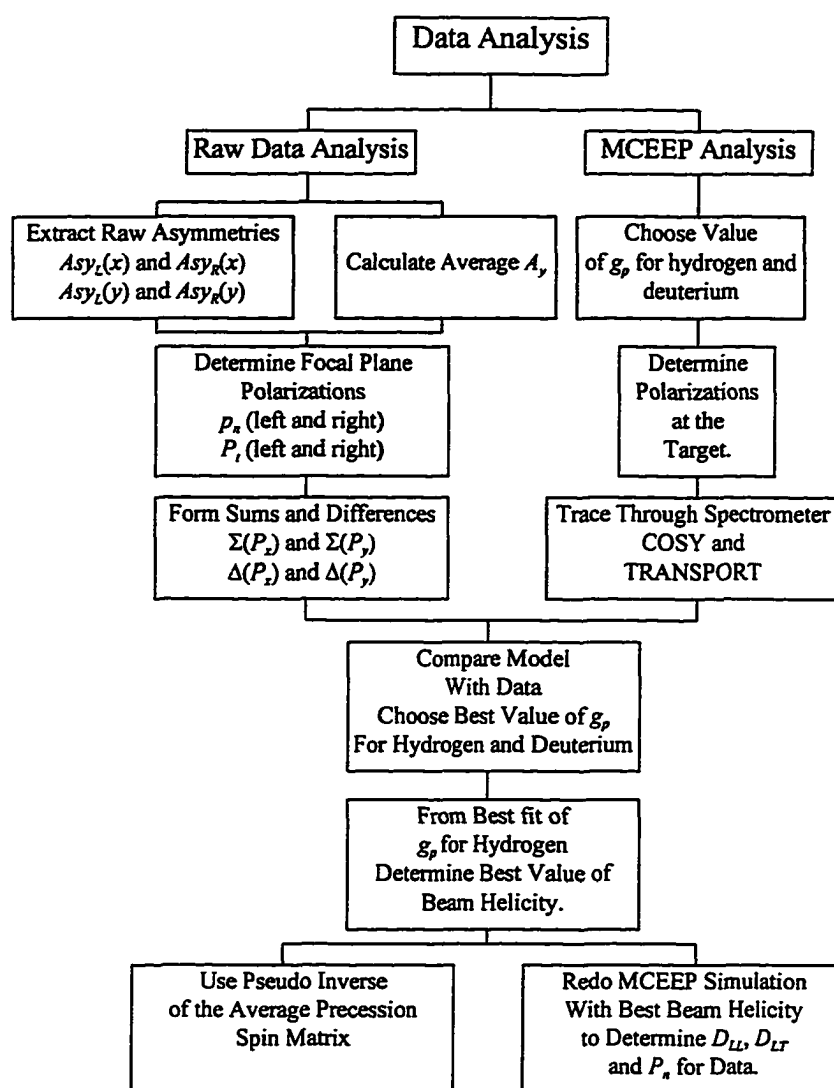 Data Analysis
Raw Data Analysis
MCEEP Analysis
Extract Raw Asymmetries
Asy_L(x) and Asy_R(x)
Asy_L(y) and Asy_R(y)
Calculate Average A_y
Choose Value
of g_p for hydrogen and
deuterium
Determine Focal Plane
Polarizations
p_n (left and right)
P_t (left and right)
Determine
Polarizations
at the
Target.
Form Sums and Differences
Σ(P_x) and Σ(P_y)
Δ(P_x) and Δ(P_y)
Trace Through Spectrometer
COSY and
TRANSPORT
Compare Model
With Data
Choose Best Value of g_p
For Hydrogen and Deuterium
From Best fit of
g_p for Hydrogen
Determine Best Value of
Beam Helicity.
Use Pseudo Inverse
of the Average Precession
Spin Matrix
Redo MCEEP Simulation
With Best Beam Helicity
to Determine D_LL, D_LT
and P_n for Data.